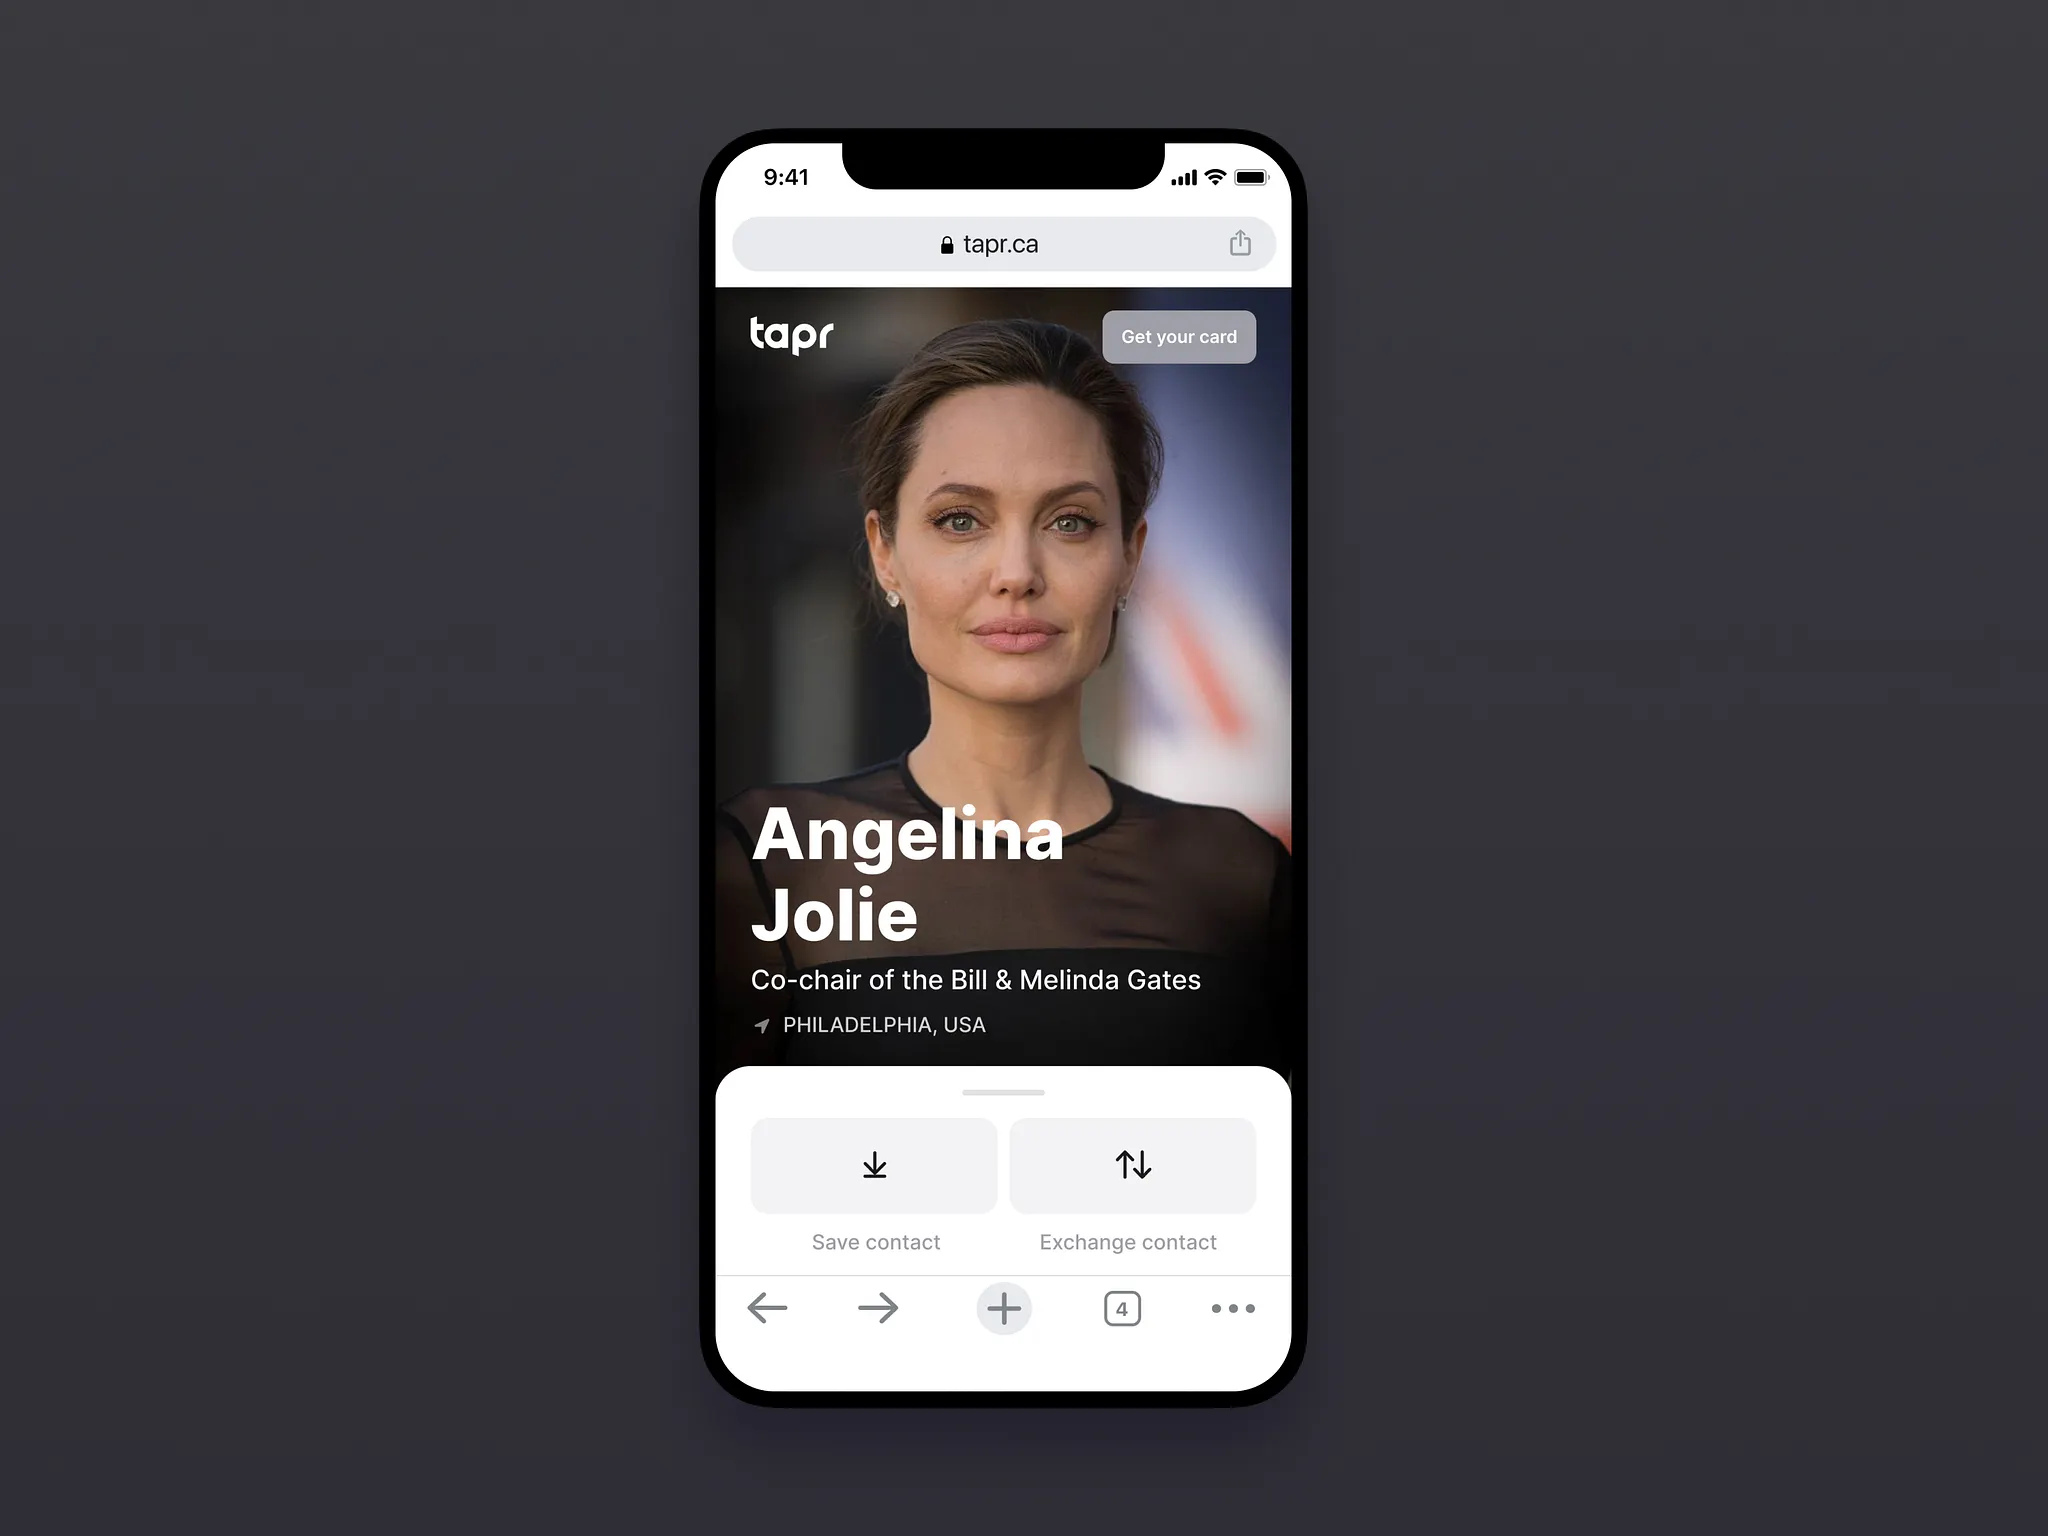 9:41
tapr.ca
tapr
Get your card
Angelina
Jolie
Co-chair of the Bill & Melinda Gates
PHILADELPHIA, USA
Save contact
Exchange contact
4